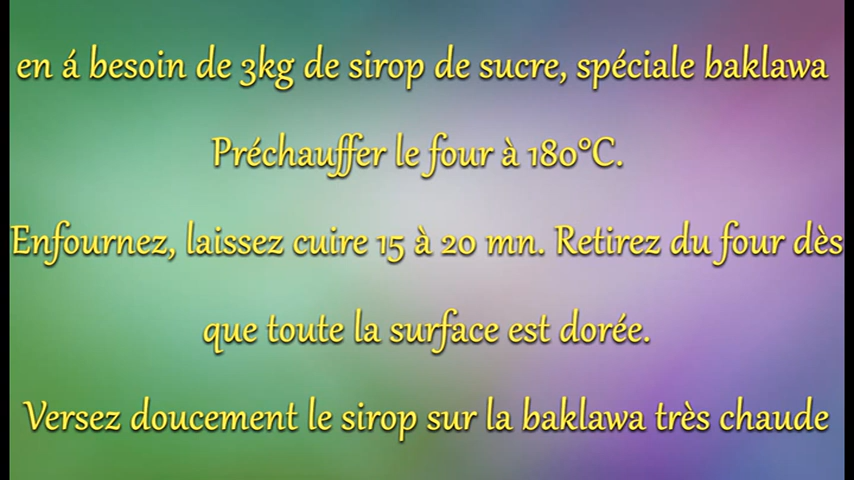 en á besoin de 3kg de sirop de sucre, spéciale baklawa
Préchauffer le four à 180°C.
Enfournez, laissez cuire 15 à 20 mn. Retirez du four dès
que toute la surface est dorée.
Versez doucement le sirop sur la baklawa très chaude